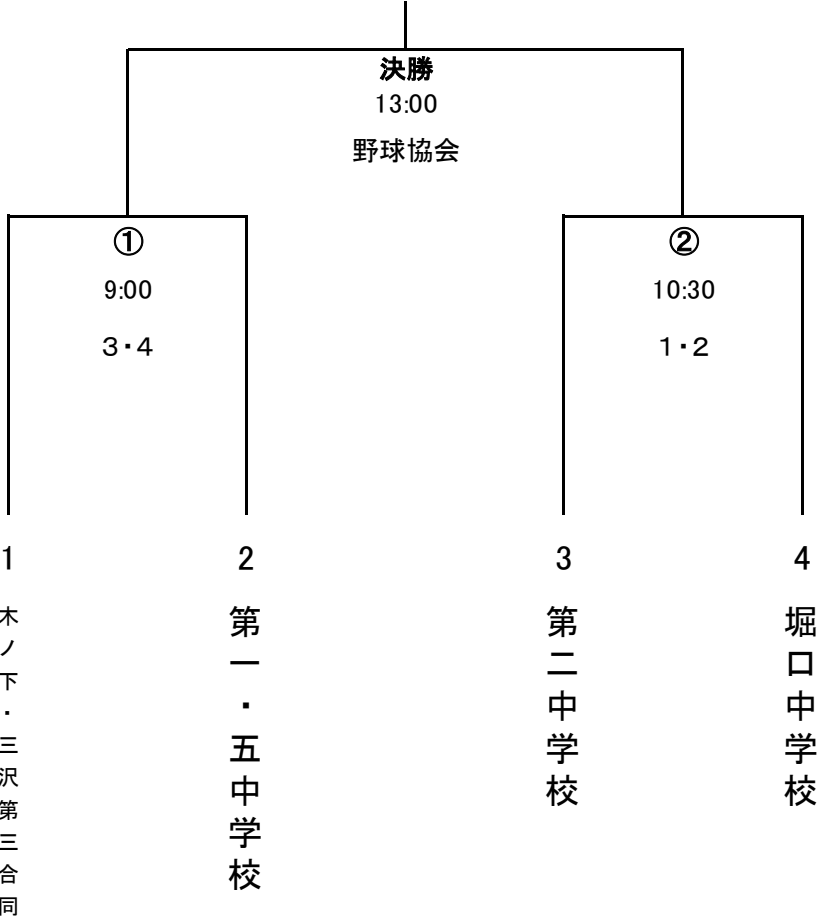 決勝
13:00
野球協会
①
9:00
3・4
②
10:30
1・2
1
木ノ下・三沢第三合同
2
第一・五中学校
3
第二中学校
4
堀口中学校